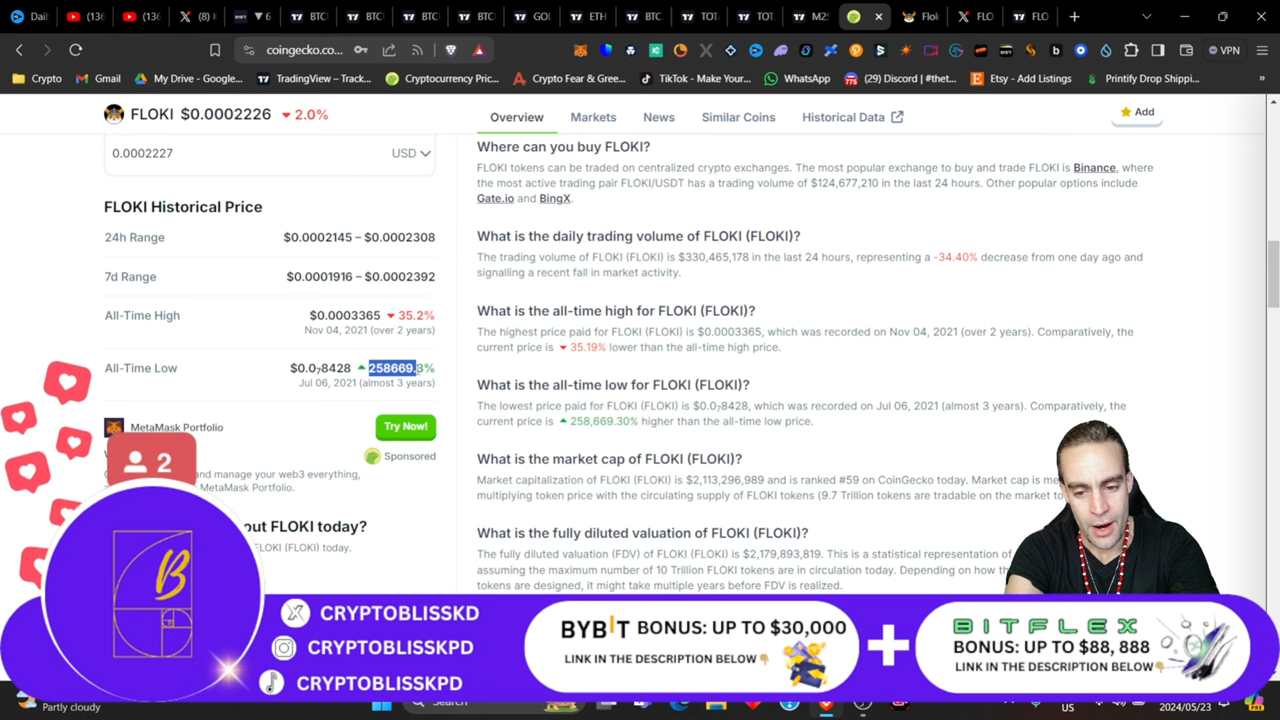 Dail
(136
(136
(8)
6
BTC
BTC
BTC
BTC
GOL
ETH
BTC
TOT
TOT
M2S
Flok
FLO
FLO
coingecko.co...
VPN
Crypto
Gmail
My Drive - Google...
TradingView – Track...
Cryptocurrency Pric...
Crypto Fear & Gree...
TikTok - Make Your...
WhatsApp
(29) Discord | #thet...
Etsy - Add Listings
Printify Drop Shippi...
»
FLOKI $0.0002226 2.0%
Overview
Markets
News
Similar Coins
Historical Data
Add
0.0002227
USD
FLOKI Historical Price
24h Range $0.0002145 – $0.0002308
7d Range $0.0001916 – $0.0002392
All-Time High $0.0003365 35.2%
Nov 04, 2021 (over 2 years)
All-Time Low $0.0₇8428 258669.3%
Jul 06, 2021 (almost 3 years)
MetaMask Portfolio
Try Now!
Sponsored
and manage your web3 everything,
MetaMask Portfolio.
out FLOKI today?
FLOKI (FLOKI) today.
Where can you buy FLOKI?
FLOKI tokens can be traded on centralized crypto exchanges. The most popular exchange to buy and trade FLOKI is Binance, where
the most active trading pair FLOKI/USDT has a trading volume of $124,677,210 in the last 24 hours. Other popular options include
Gate.io and BingX.
What is the daily trading volume of FLOKI (FLOKI)?
The trading volume of FLOKI (FLOKI) is $330,465,178 in the last 24 hours, representing a -34.40% decrease from one day ago and
signalling a recent fall in market activity.
What is the all-time high for FLOKI (FLOKI)?
The highest price paid for FLOKI (FLOKI) is $0.0003365, which was recorded on Nov 04, 2021 (over 2 years). Comparatively, the
current price is 35.19% lower than the all-time high price.
What is the all-time low for FLOKI (FLOKI)?
The lowest price paid for FLOKI (FLOKI) is $0.0₇8428, which was recorded on Jul 06, 2021 (almost 3 years). Comparatively, the
current price is 258,669.30% higher than the all-time low price.
What is the market cap of FLOKI (FLOKI)?
Market capitalization of FLOKI (FLOKI) is $2,113,296,989 and is ranked #59 on CoinGecko today. Market cap is me
multiplying token price with the circulating supply of FLOKI tokens (9.7 Trillion tokens are tradable on the market to
What is the fully diluted valuation of FLOKI (FLOKI)?
The fully diluted valuation (FDV) of FLOKI (FLOKI) is $2,179,893,819. This is a statistical representation of
assuming the maximum number of 10 Trillion FLOKI tokens are in circulation today. Depending on how th
tokens are designed, it might take multiple years before FDV is realized.
2
B
CRYPTOBLISSKD
CRYPTOBLISSKPD
CRYPTOBLISSKPD
BYBIT BONUS: UP TO $30,000
LINK IN THE DESCRIPTION BELOW
BITFLEX
BONUS: UP TO $88, 888
LINK IN THE DESCRIPTION BELOW
Partly cloudy
Search
US
2024/05/23